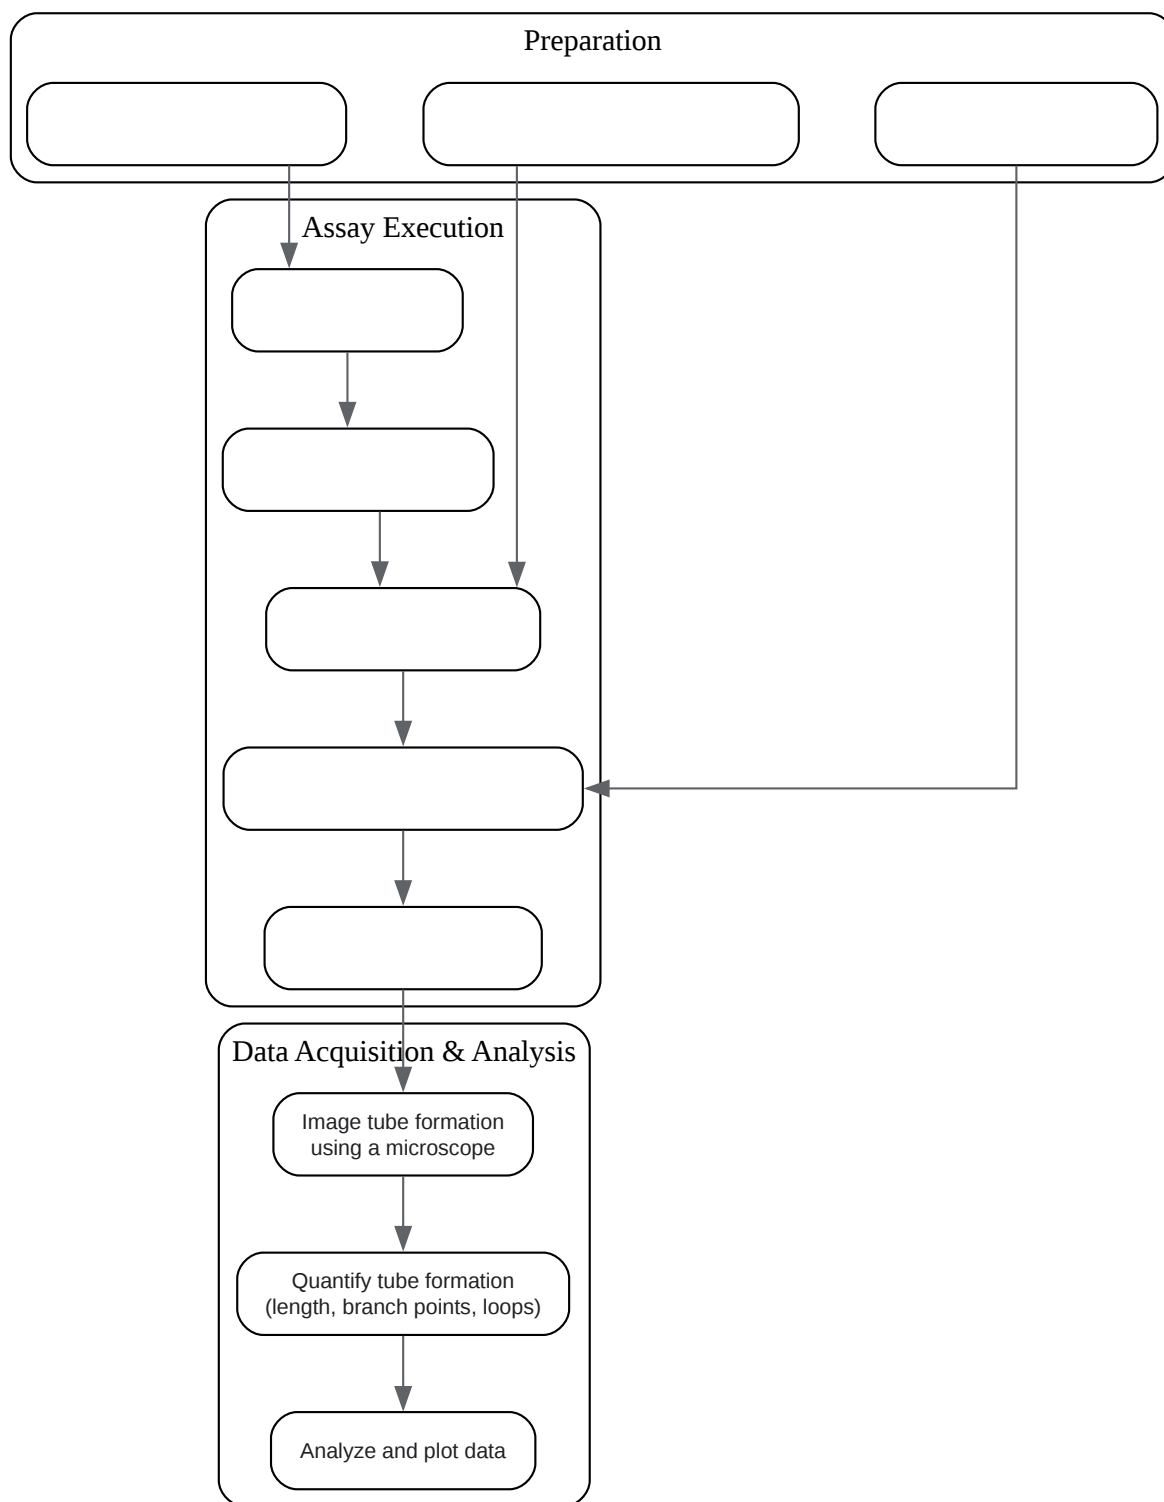 Preparation
Assay Execution
Data Acquisition & Analysis
Image tube formation
using a microscope
Quantify tube formation
(length, branch points, loops)
Analyze and plot data